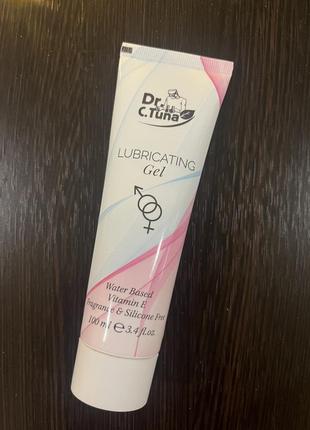 Dr.
C.Tuna
LUBRICATING
Gel
Water Based
Vitamin E
Fragrance & Silicone Free
100 ml e 3.4 fl.oz.